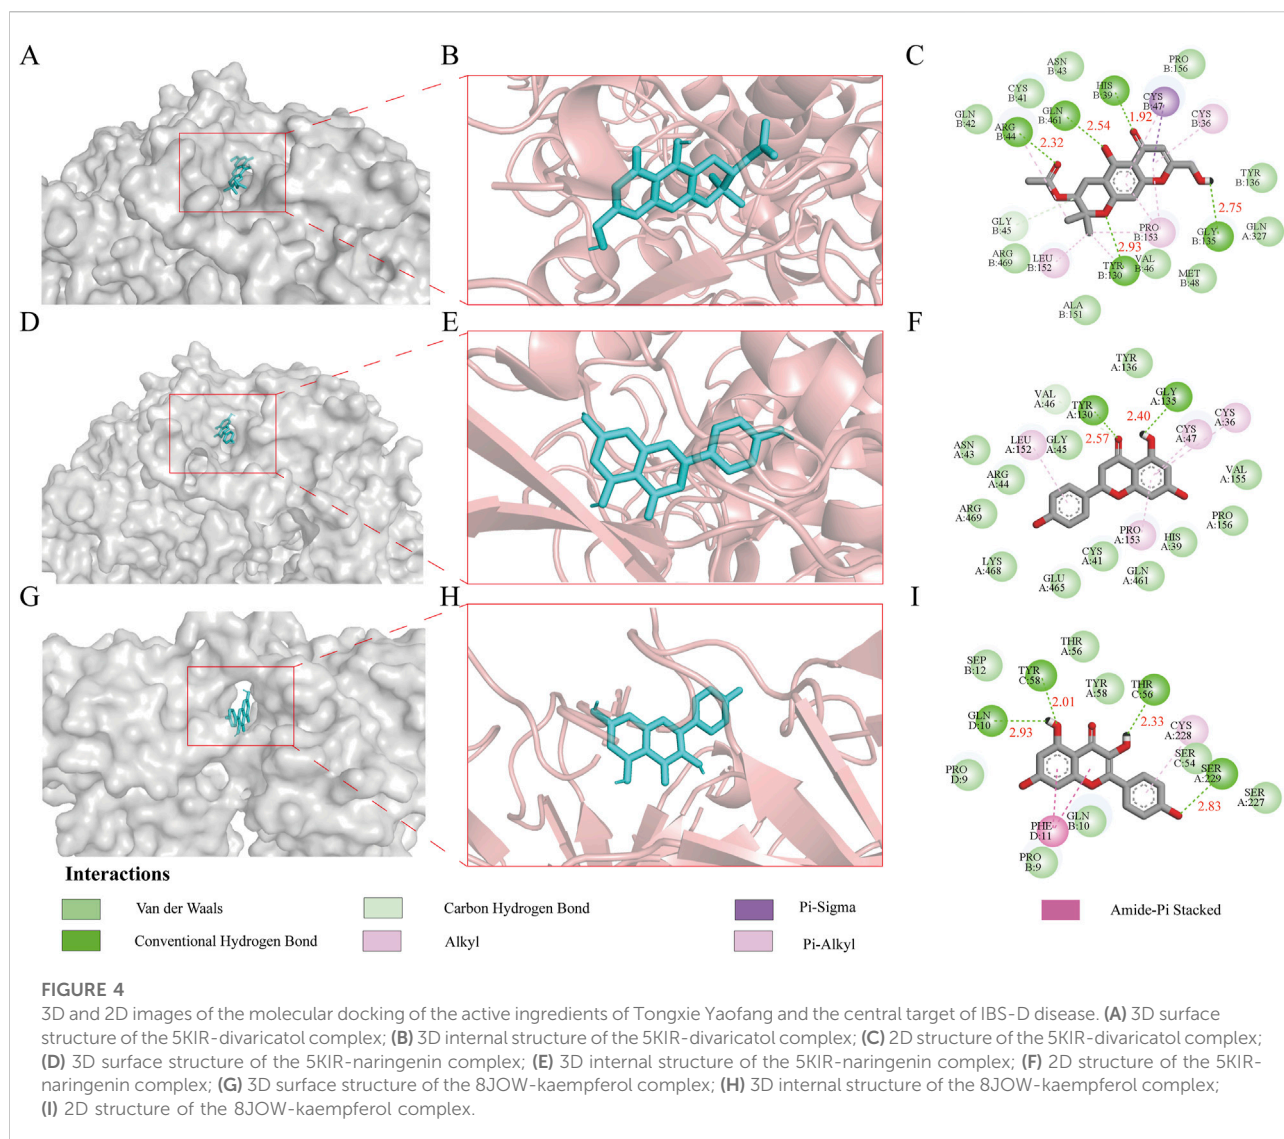 A
B
C
ASN
B:43
PRO
B:156
CYS
B:41
HIS
B:39
CYS
B:47
GLN
B:42
GLN
B:461
CYS
B:36
ARG
B:44
2.54
1.92
2.32
TYR
B:136
2.75
GLY
B:45
PRO
B:153
GLY
B:135
GLN
B:327
ARG
B:469
LEU
B:152
2.93
TYR
B:130
VAL
B:46
MET
B:48
ALA
B:151
D
E
F
TYR
A:136
VAL
A:46
TYR
A:130
GLY
A:135
2.40
CYS
A:36
2.57
CYS
A:47
LEU
A:152
GLY
A:45
ASN
A:43
ARG
A:44
VAL
A:155
ARG
A:469
PRO
A:156
PRO
A:153
HIS
A:39
LYS
A:468
CYS
A:41
GLU
A:465
GLN
A:461
G
H
I
THR
A:56
SEP
B:12
TYR
C:58
TYR
A:58
THR
C:56
2.01
2.33
GLN
D:10
2.93
CYS
A:228
SER
C:54
PRO
D:9
SER
A:229
SER
A:227
2.83
PHE
D:11
GLN
B:10
PRO
B:9
Interactions
Van der Waals
Carbon Hydrogen Bond
Pi-Sigma
Amide-Pi Stacked
Conventional Hydrogen Bond
Alkyl
Pi-Alkyl
FIGURE 4
3D and 2D images of the molecular docking of the active ingredients of Tongxie Yaofang and the central target of IBS-D disease. (A) 3D surface
structure of the 5KIR-divaricatol complex; (B) 3D internal structure of the 5KIR-divaricatol complex; (C) 2D structure of the 5KIR-divaricatol complex;
(D) 3D surface structure of the 5KIR-naringenin complex; (E) 3D internal structure of the 5KIR-naringenin complex; (F) 2D structure of the 5KIR-
naringenin complex; (G) 3D surface structure of the 8JOW-kaempferol complex; (H) 3D internal structure of the 8JOW-kaempferol complex;
(I) 2D structure of the 8JOW-kaempferol complex.